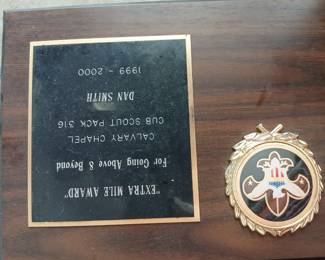 "EXTRA MILE AWARD"
For Going Above & Beyond
CALVARY CHAPEL
CUB SCOUT PACK 316
DAN SMITH
1999 - 2000